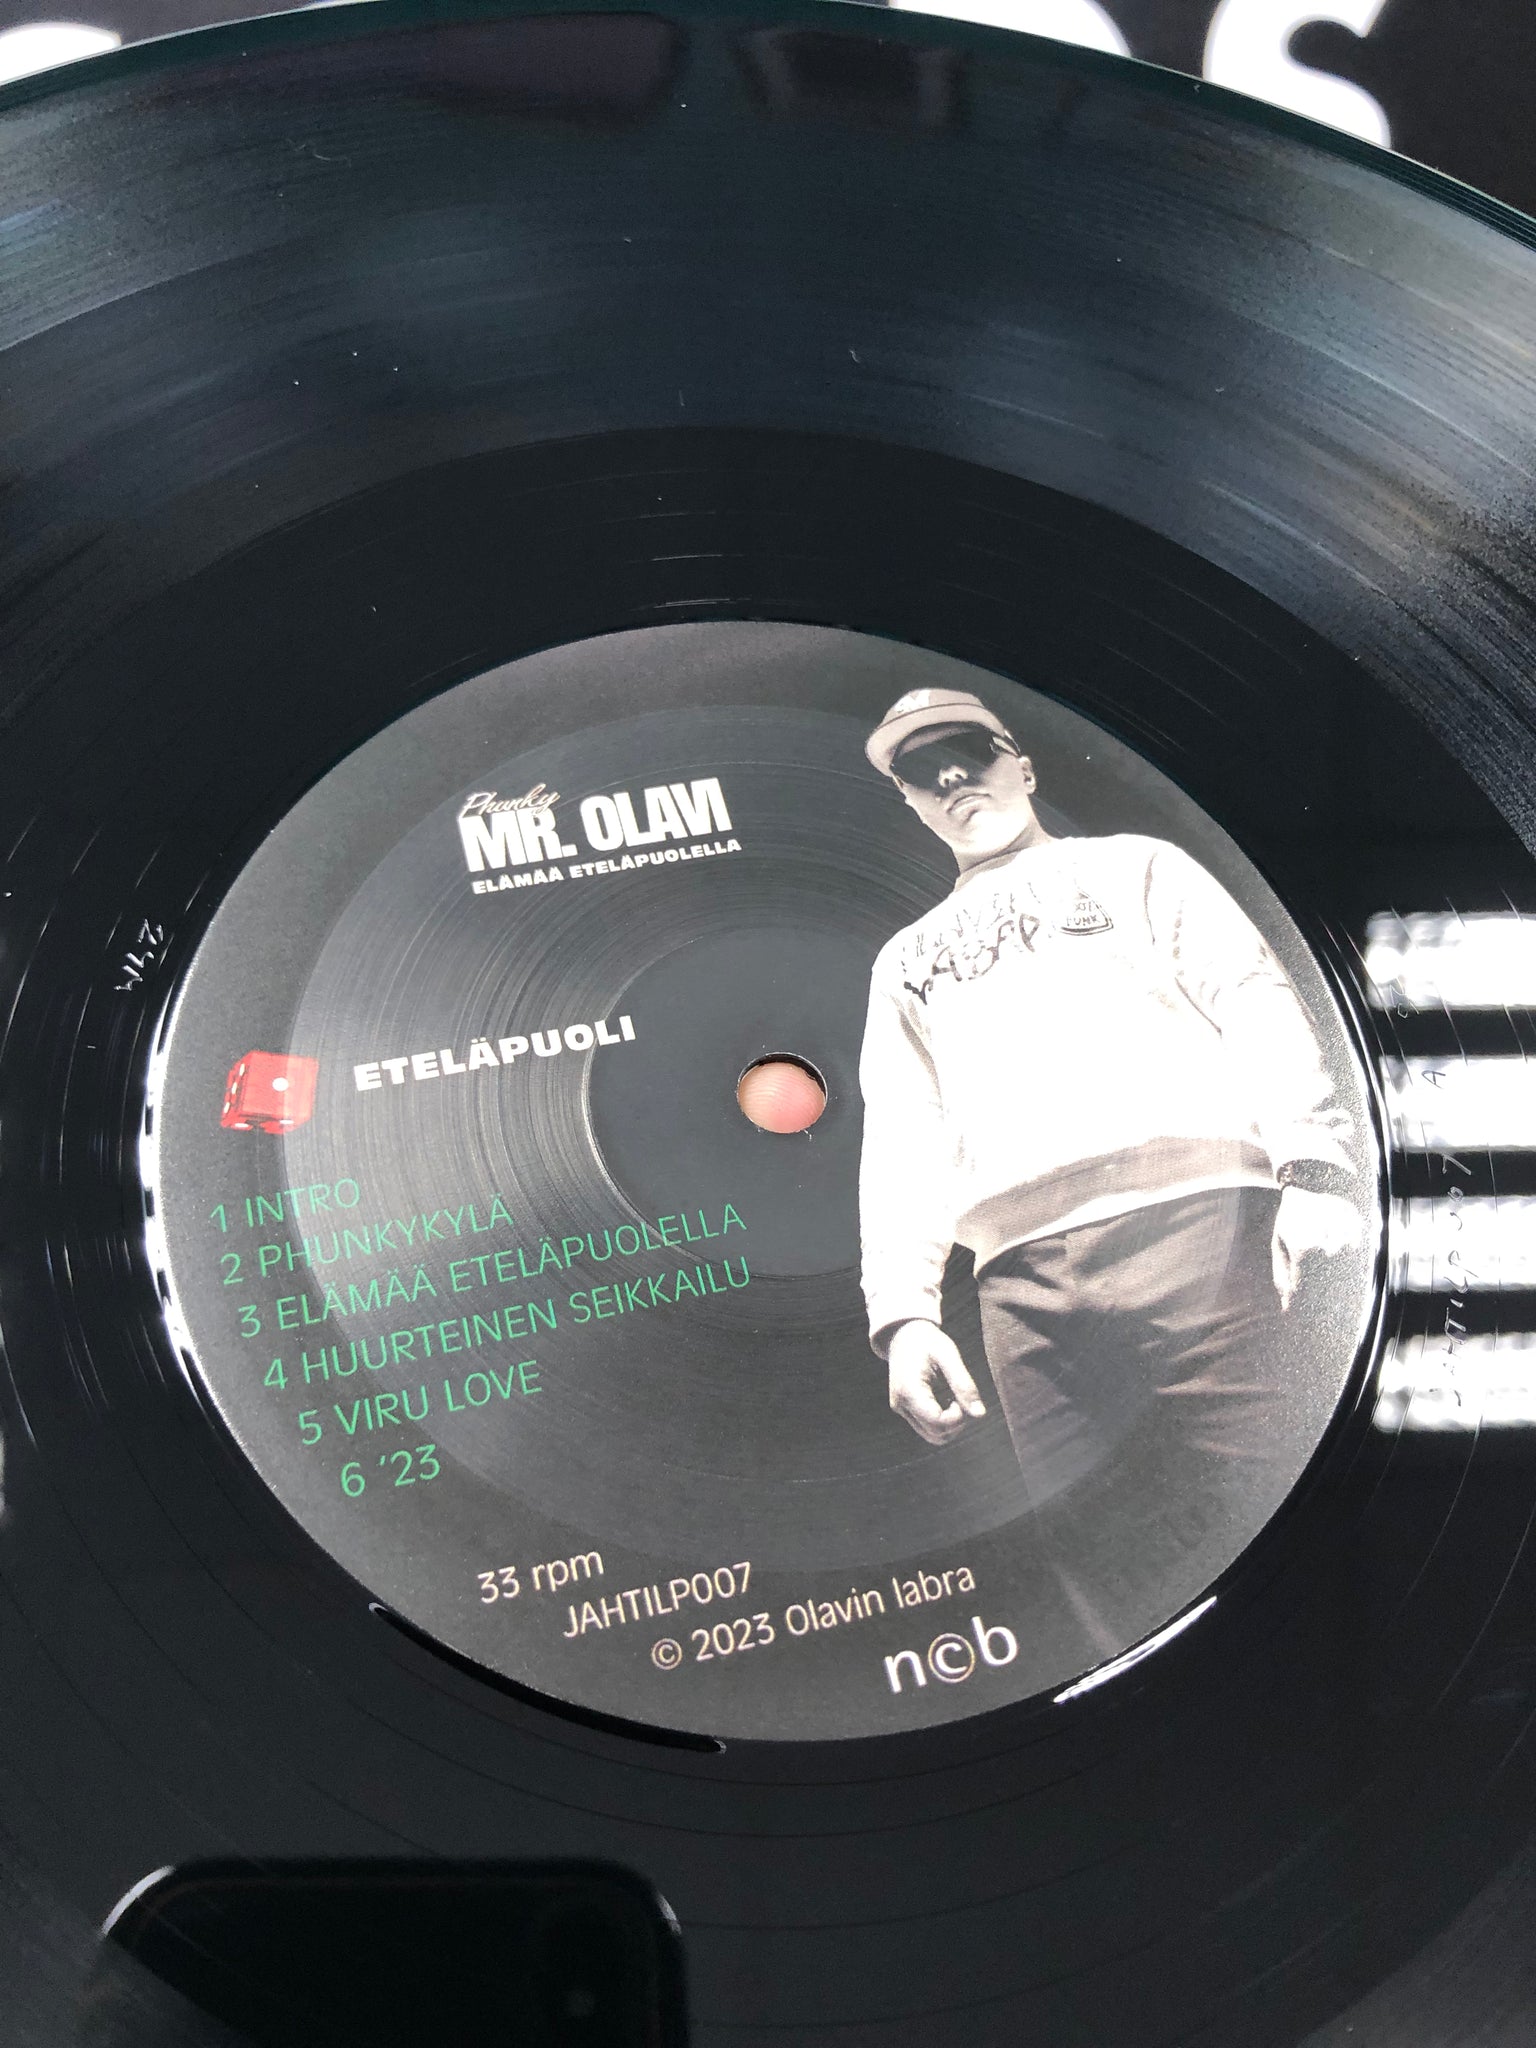 Phunky
MR. OLAVI
ELÄMÄÄ ETELÄPUOLELLA
ETELÄPUOLI
1 INTRO
2 PHUNKYKYLÄ
3 ELÄMÄÄ ETELÄPUOLELLA
4 HUURTEINEN SEIKKAILU
5 VIRU LOVE
6 '23
33 rpm
JAHTILP007
© 2023 Olavin labra
n©b